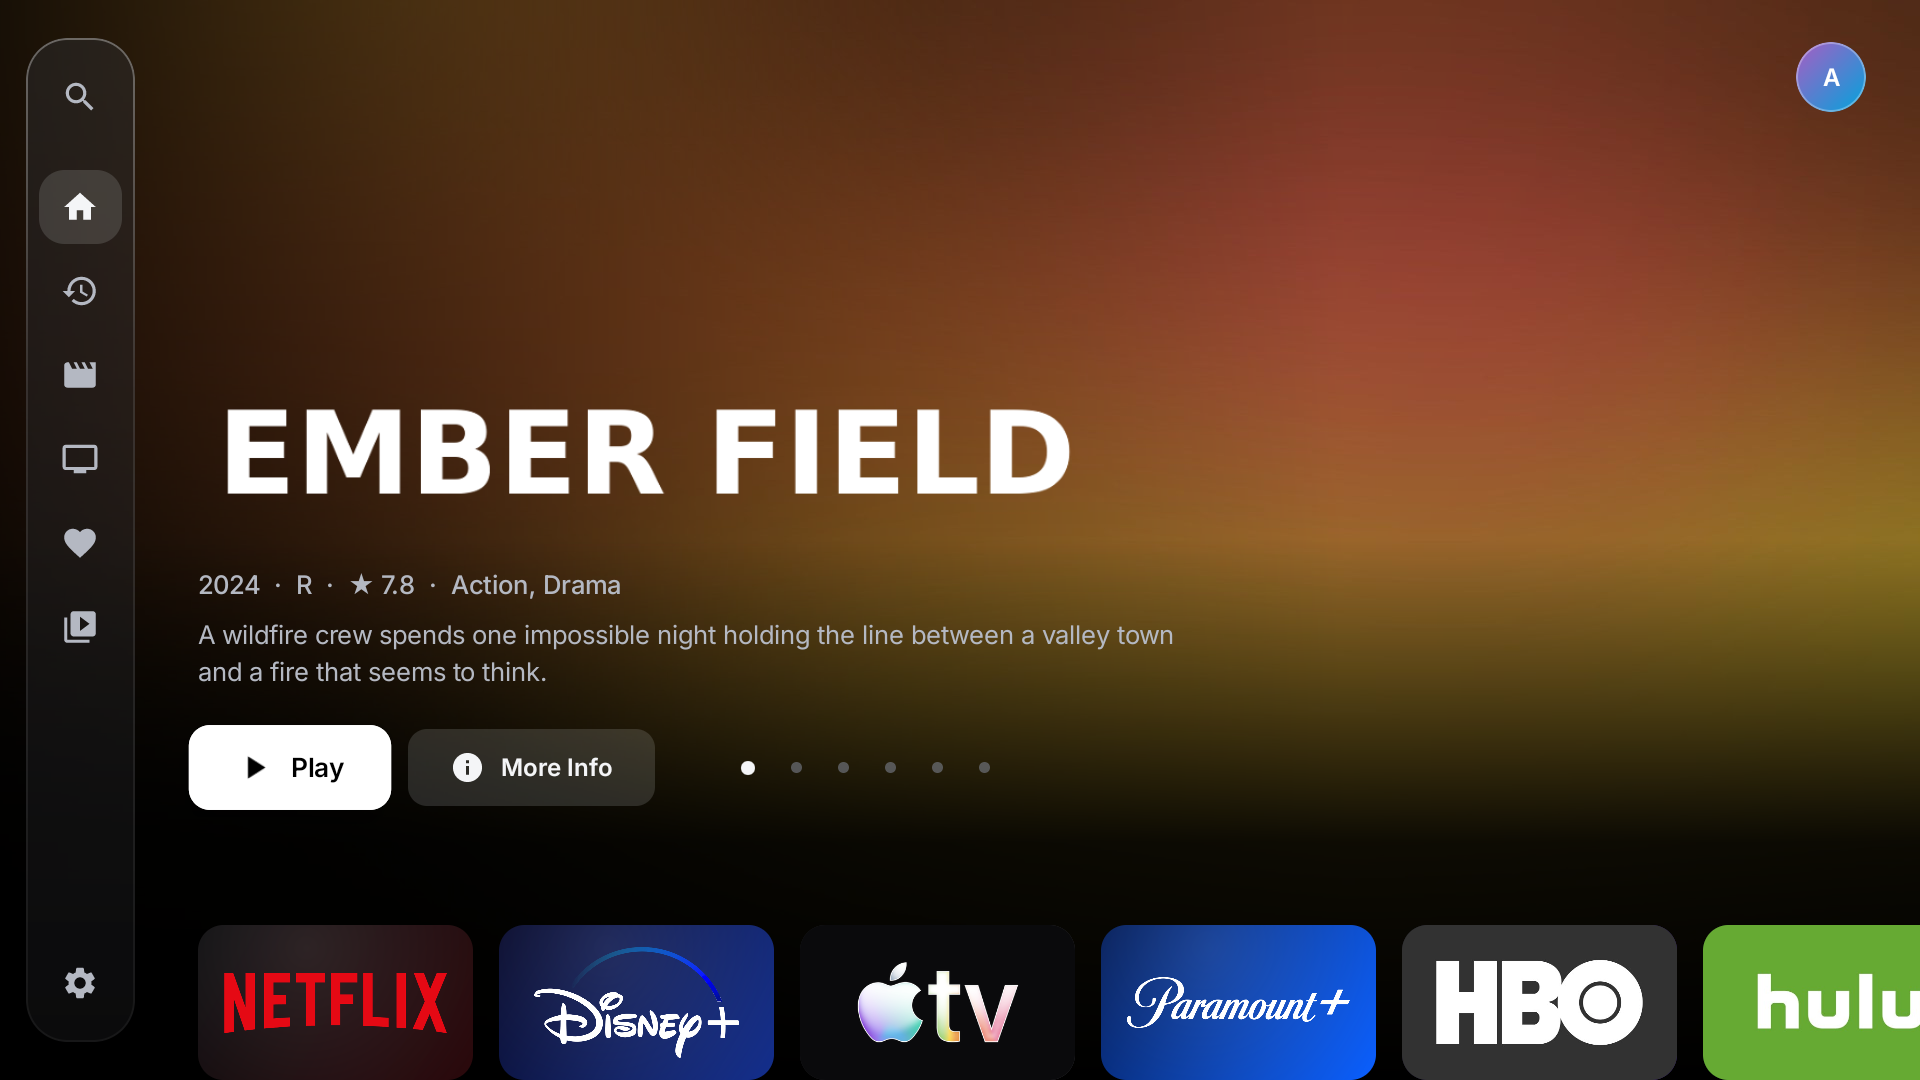 A
EMBER FIELD
2024 · R · ★ 7.8 · Action, Drama
A wildfire crew spends one impossible night holding the line between a valley town
and a fire that seems to think.
Play
More Info
NETFLIX
Disney+
tv
Paramount+
HBO
hulu